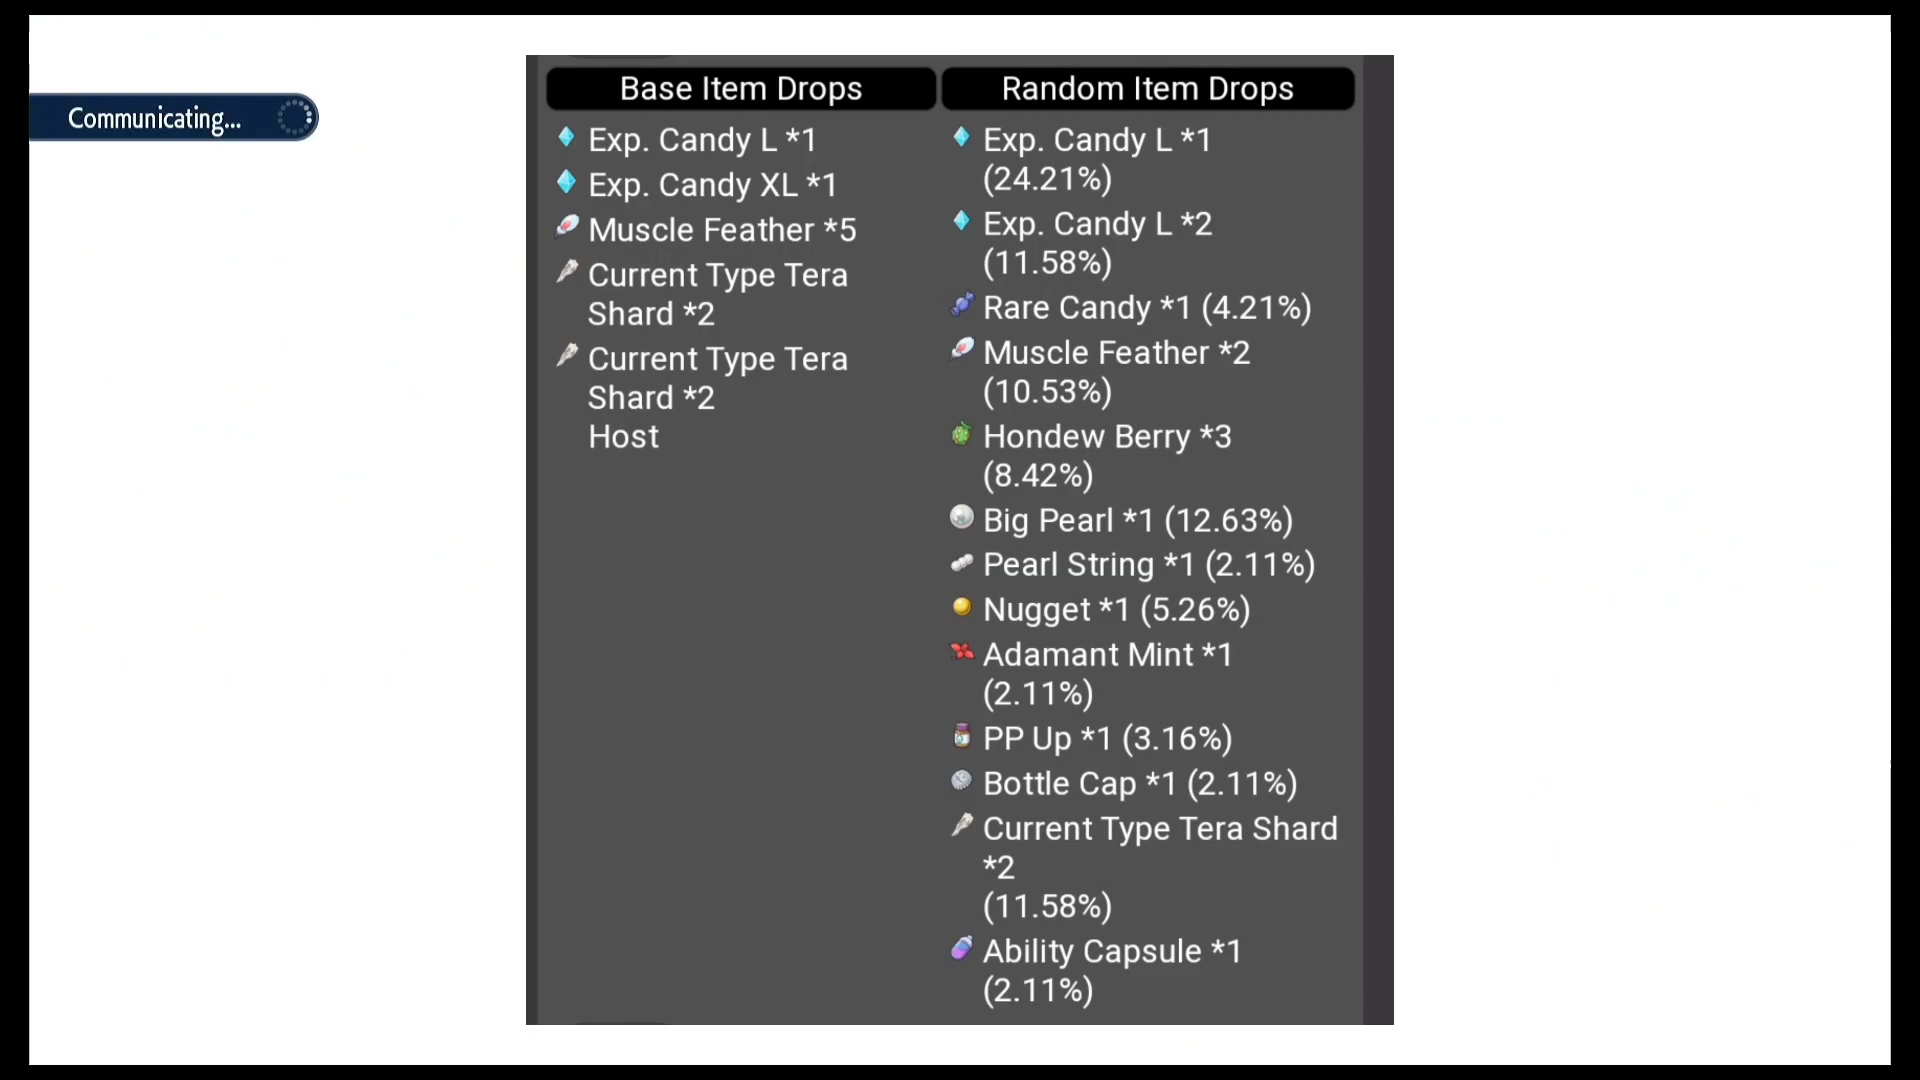 Communicating...
Base Item Drops
Exp. Candy L *1
Exp. Candy XL *1
Muscle Feather *5
Current Type Tera
Shard *2
Current Type Tera
Shard *2
Host
Random Item Drops
Exp. Candy L *1
(24.21%)
Exp. Candy L *2
(11.58%)
Rare Candy *1 (4.21%)
Muscle Feather *2
(10.53%)
Hondew Berry *3
(8.42%)
Big Pearl *1 (12.63%)
Pearl String *1 (2.11%)
Nugget *1 (5.26%)
Adamant Mint *1
(2.11%)
PP Up *1 (3.16%)
Bottle Cap *1 (2.11%)
Current Type Tera Shard
*2
(11.58%)
Ability Capsule *1
(2.11%)